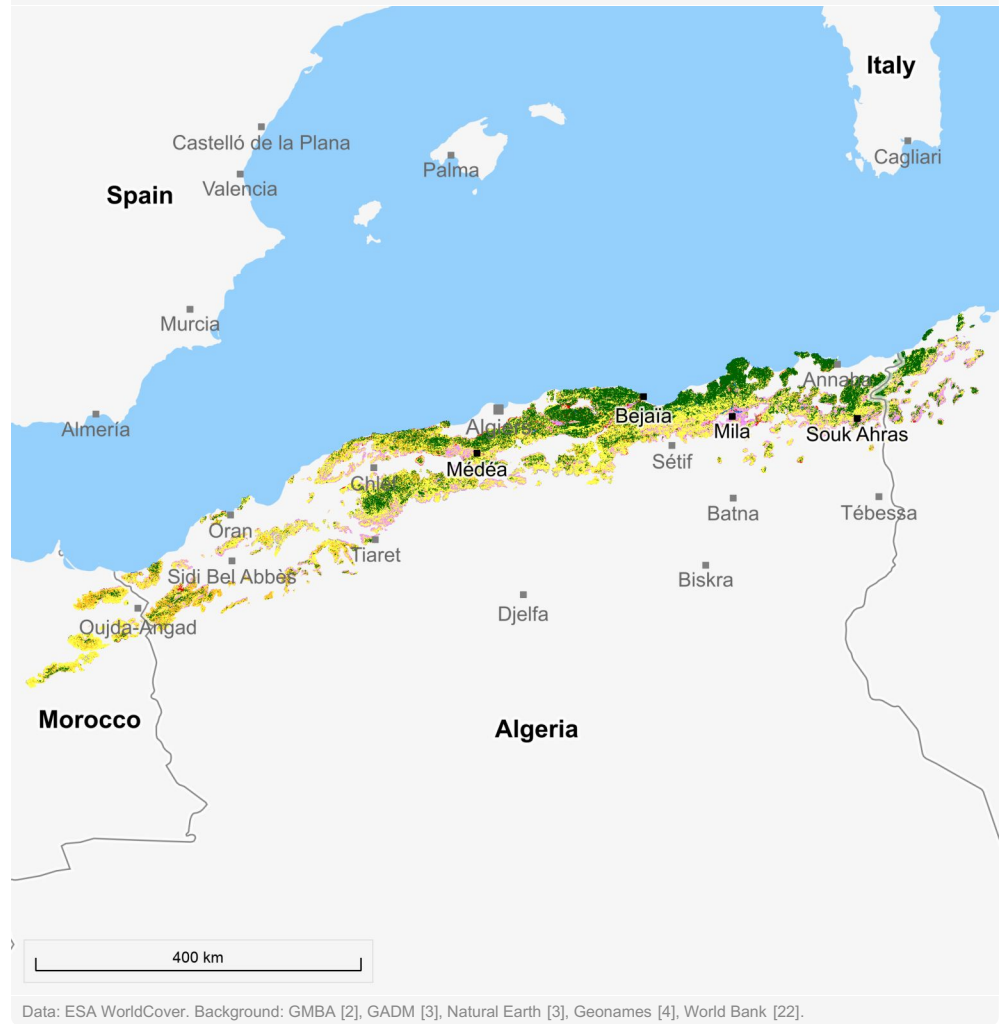 Italy
Castelló de la Plana
Palma
Cagliari
Valencia
Spain
Murcia
Annaba
Bejaïa
Almería
Algiers
Mila
Souk Ahras
Médéa
Sétif
Chlef
Batna
Tébessa
Oran
Tiaret
Sidi Bel Abbès
Biskra
Djelfa
Oujda-Angad
Morocco
Algeria
400 km
Data: ESA WorldCover. Background: GMBA [2], GADM [3], Natural Earth [3], Geonames [4], World Bank [22].